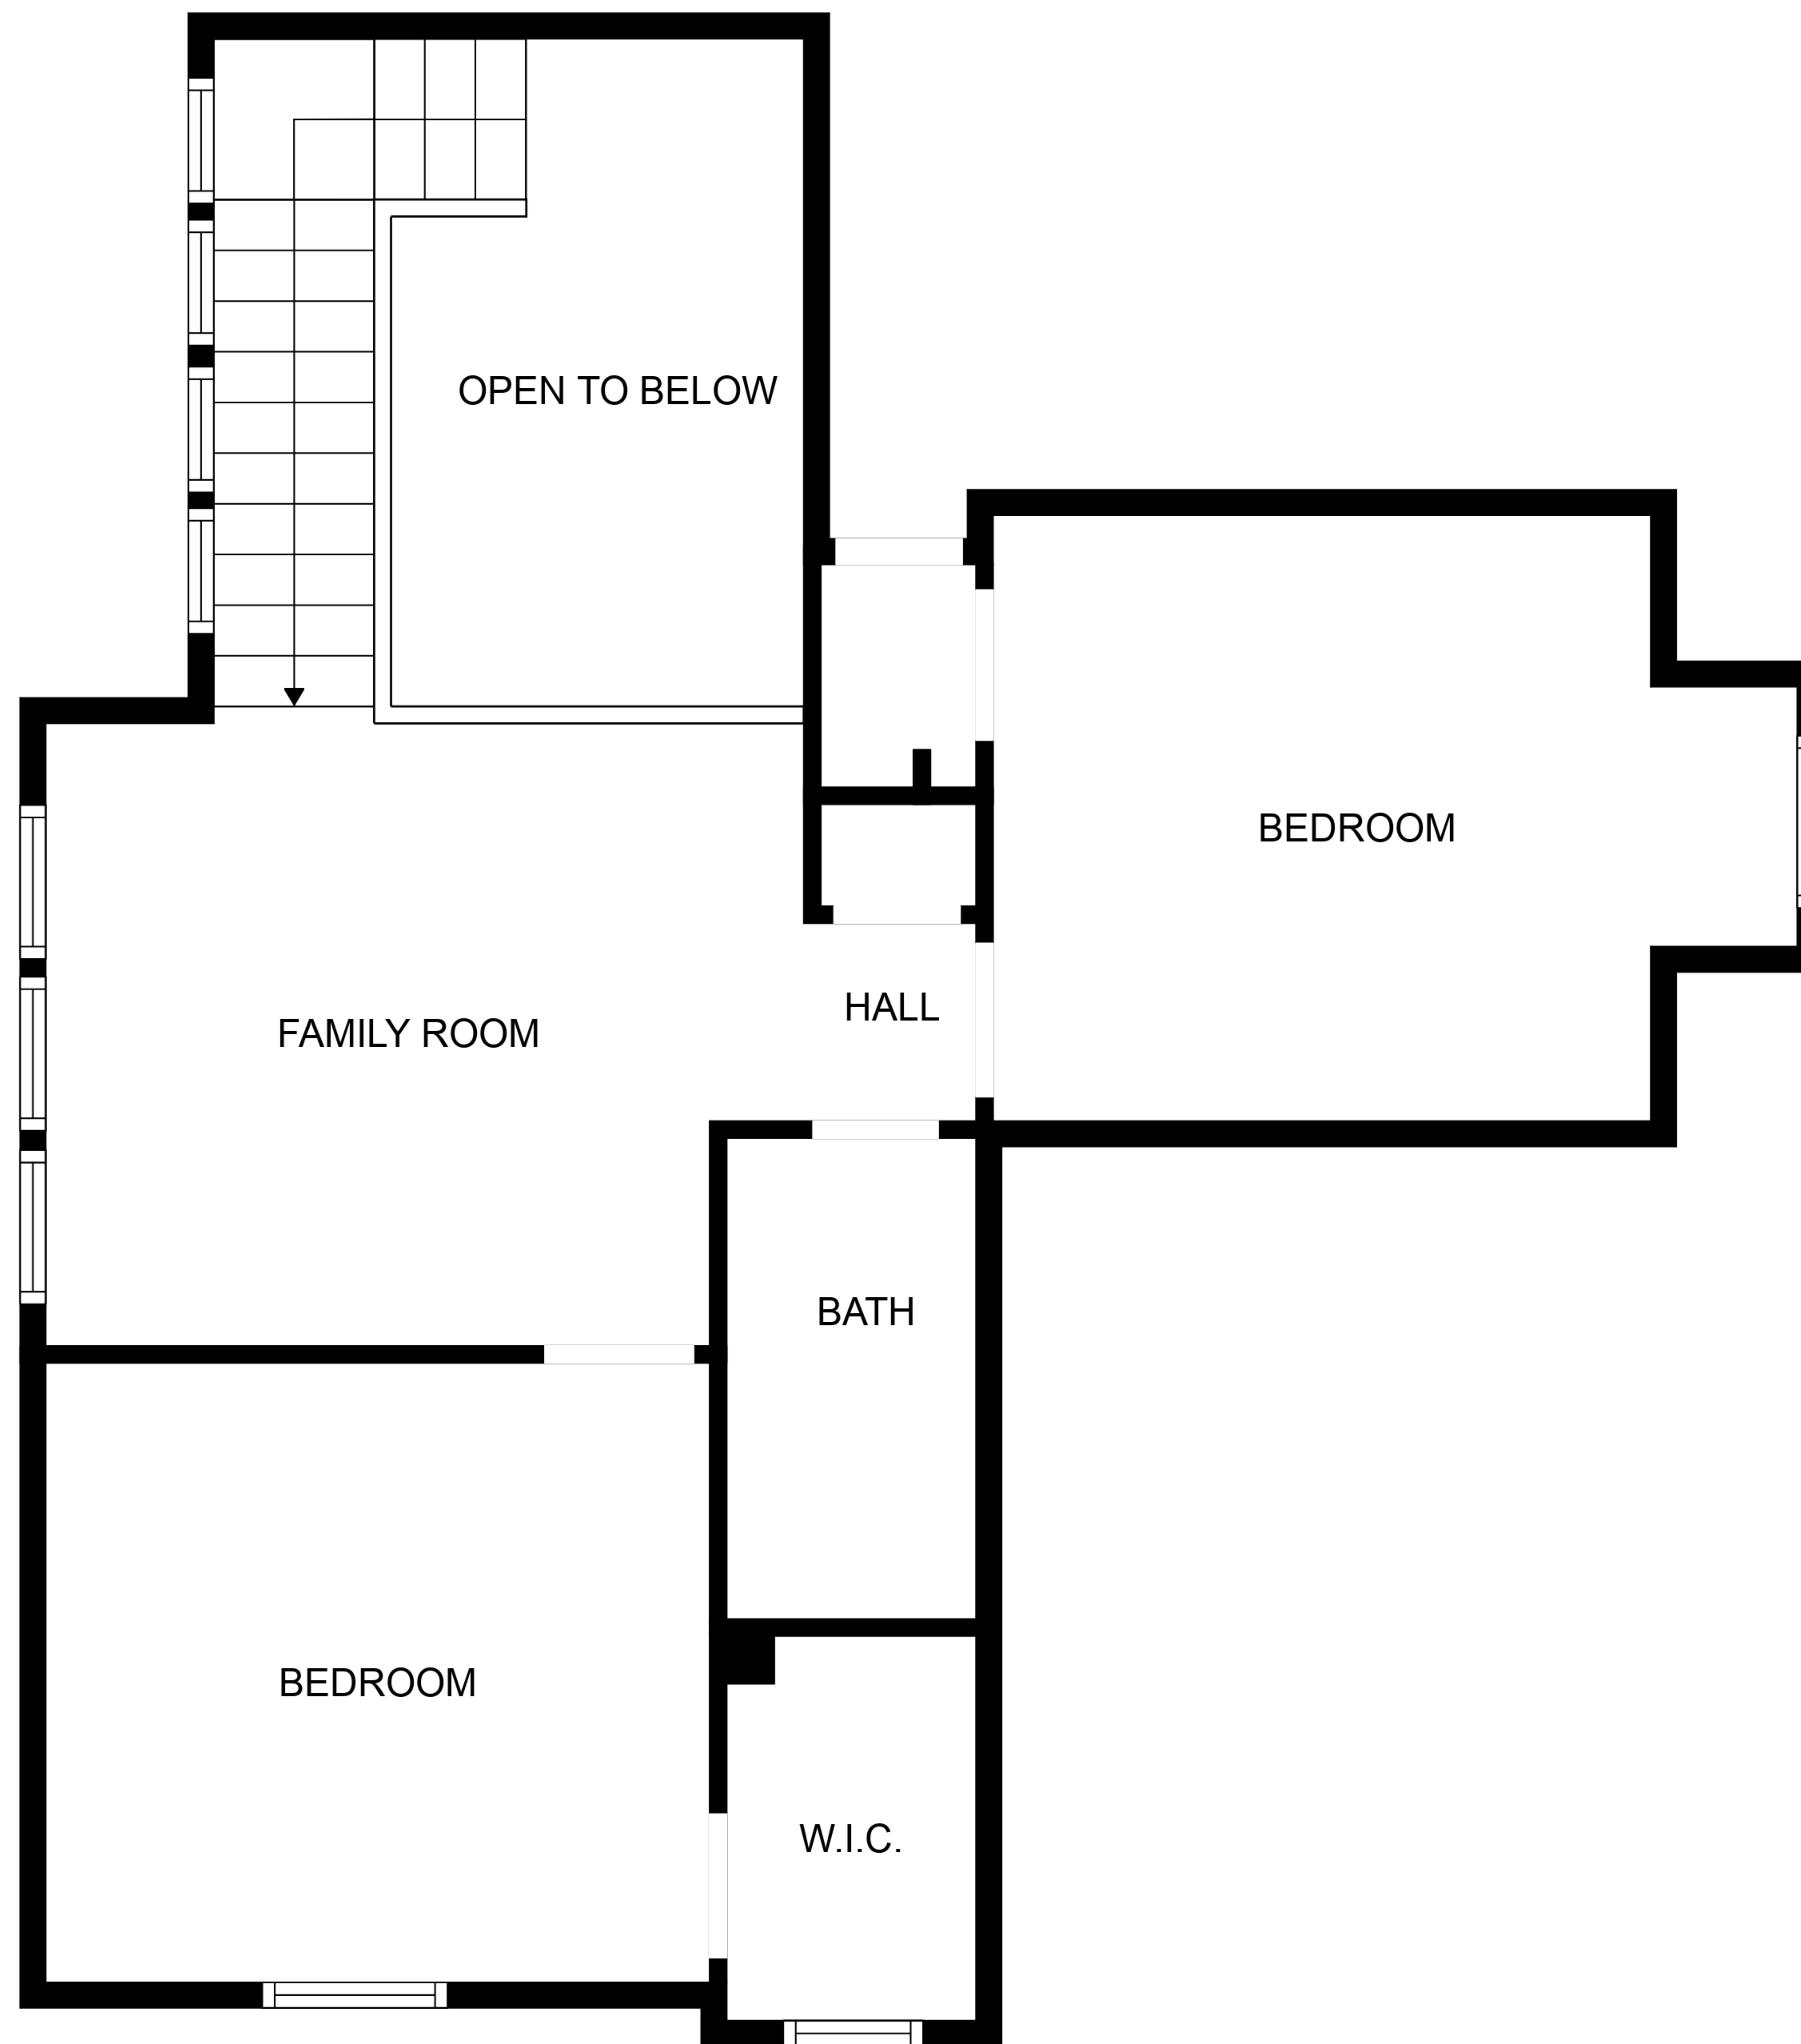 OPEN TO BELOW
BEDROOM
HALL
FAMILY ROOM
BATH
BEDROOM
W.I.C.